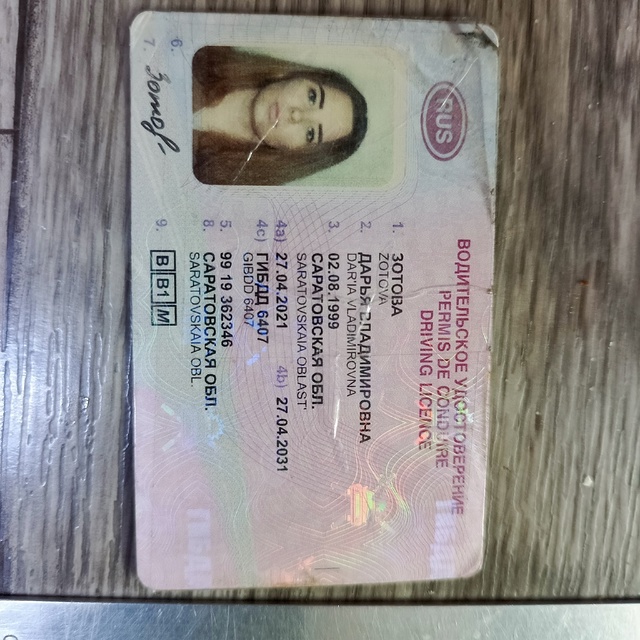 RUS
ВОДИТЕЛЬСКОЕ УДОСТОВЕРЕНИЕ
PERMIS DE CONDUIRE
DRIVING LICENCE
1. ЗОТОВА
ZOTOVA
2. ДАРЬЯ ВЛАДИМИРОВНА
DAR'IA VLADIMIROVNA
3. 02.08.1999
САРАТОВСКАЯ ОБЛ.
SARATOVSKAIA OBLAST'
4a) 27.04.2021 4b) 27.04.2031
4c) ГИБДД 6407
GIBDD 6407
5. 99 19 362346
8. САРАТОВСКАЯ ОБЛ.
SARATOVSKAIA OBL.
9. B B1 M
6.
7.